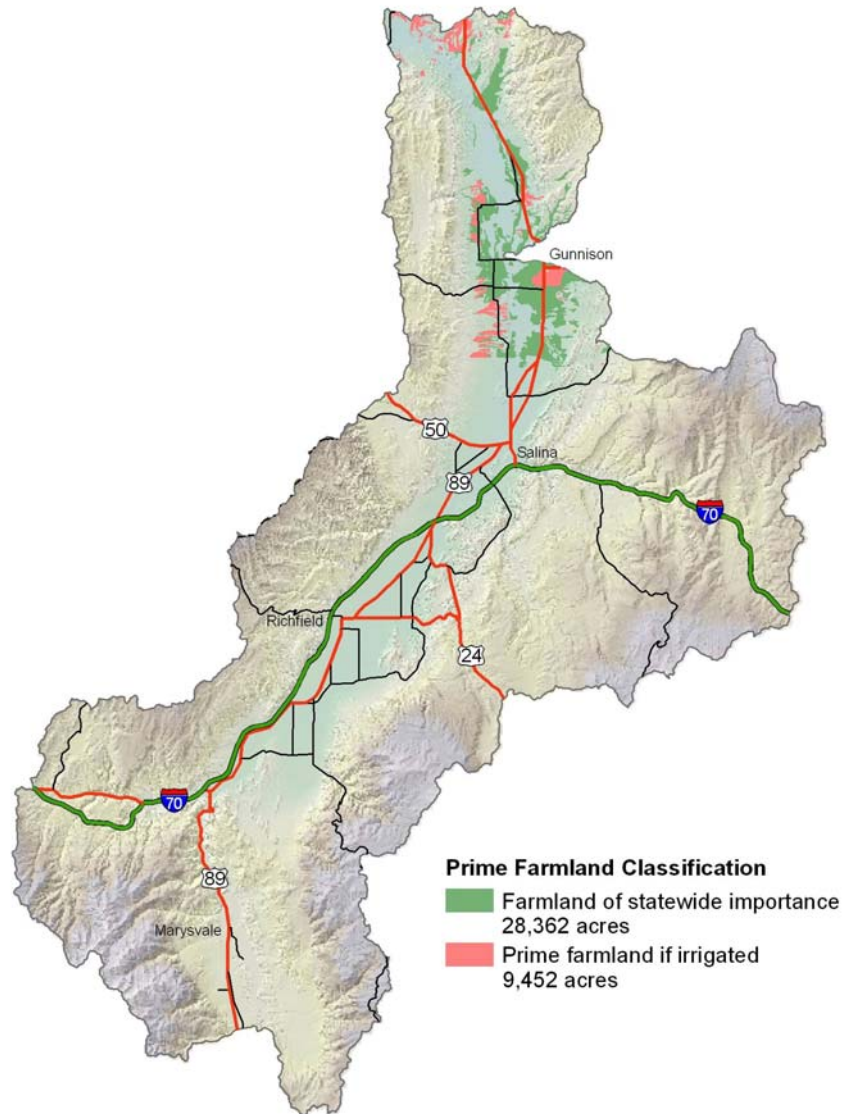 Gunnison
50
Salina
89
70
Richfield
24
70
89
Marysvale
Prime Farmland Classification
Farmland of statewide importance
28,362 acres
Prime farmland if irrigated
9,452 acres